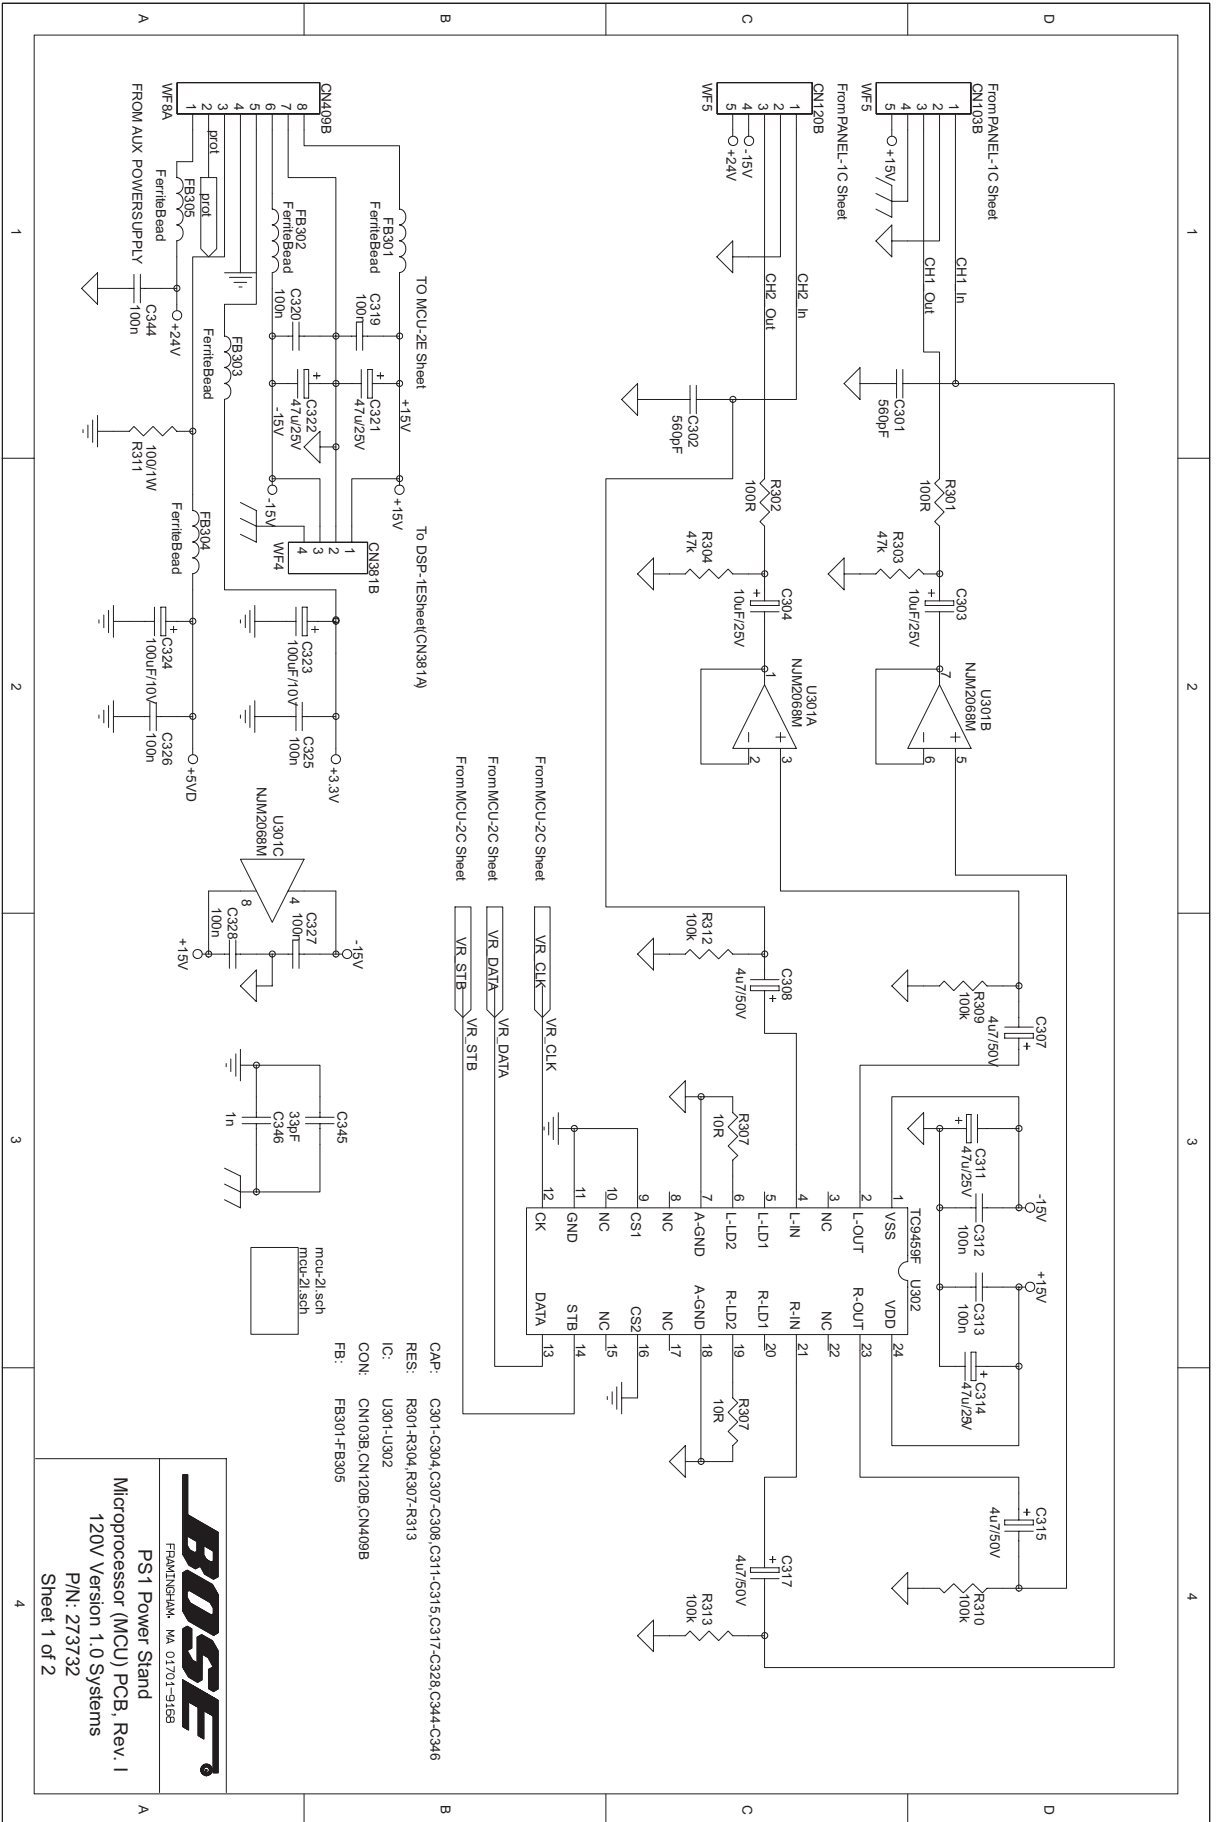 1
2
3
4
D
C
B
A
FromPANEL-1C Sheet
CN103B
1
2
3
4
5
WF5
+15V
CH1_In
CH1_Out
C301
560pF
R301
100R
R303
47k
C303
10uF/25V
+
U301B
NJM2068M
5
6
7
+
-
FromPANEL-1C Sheet
CN120B
1
2
3
4
5
WF5
-15V
+24V
CH2_In
CH2_Out
C302
560pF
R302
100R
R304
47k
C304
10uF/25V
+
U301A
NJM2068M
3
2
1
+
-
R309
100k
C307
4u7/50V
+
R312
100k
C308
4u7/50V
+
-15V
+15V
C311
47u/25V
+
C312
100n
C313
100n
C314
47u/25V
+
C315
4u7/50V
+
R310
100k
C317
4u7/50V
+
R313
100k
R307
10R
R307
10R
TC9459F
U302
1 VSS VDD 24
2 L-OUT R-OUT 23
3 NC NC 22
4 L-IN R-IN 21
5 L-LD1 R-LD1 20
6 L-LD2 R-LD2 19
7 A-GND A-GND 18
8 NC NC 17
9 CS1 CS2 16
10 NC NC 15
11 GND STB 14
12 CK DATA 13
FromMCU-2C Sheet
VR_CLK
VR_CLK
FromMCU-2C Sheet
VR_DATA
VR_DATA
FromMCU-2C Sheet
VR_STB
VR_STB
TO MCU-2E Sheet
To DSP-1ESheet(CN381A)
CN409B
8
7
6
5
4
3
2
1
WF8A
FROM AUX POWERSUPPLY
prot
prot
FB301
FerriteBead
FB302
FerriteBead
FB303
FerriteBead
FB304
FerriteBead
FB305
FerriteBead
C319
100n
C320
100n
C321
47u/25V
+
C322
47u/25V
+
+15V
-15V
+15V
-15V
CN381B
1
2
3
4
WF4
C344
100n
+24V
100/1W
R311
C323
100uF/10V
+
C324
100uF/10V
+
C325
100n
C326
100n
+3.3V
+5VD
U301C
NJM2068M
4
8
C327
100n
C328
100n
-15V
+15V
C345
33pF
C346
1n
mcu-2I.sch
mcu-2I.sch
CAP: C301-C304,C307-C308,C311-C315,C317-C328,C344-C346
RES: R301-R304,R307-R313
IC: U301-U302
CON: CN103B,CN120B,CN409B
FB: FB301-FB305
BOSE
FRAMINGHAM, MA 01701-9168
PS1 Power Stand
Microprocessor (MCU) PCB, Rev. I
120V Version 1.0 Systems
P/N: 273732
Sheet 1 of 2
1
2
3
4
D
C
B
A